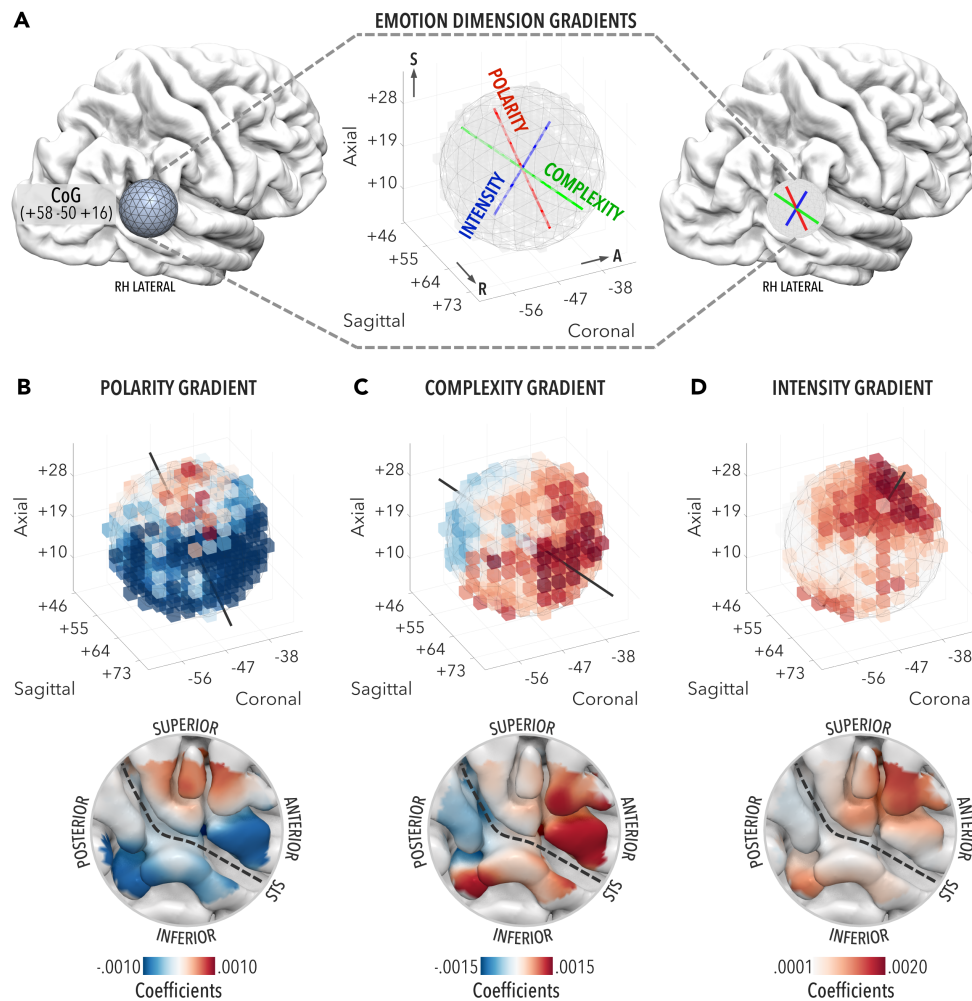 A
EMOTION DIMENSION GRADIENTS
CoG
(+58 -50 +16)
RH LATERAL
S
+28
+19
+10
Axial
POLARITY
INTENSITY
COMPLEXITY
+46
+55
+64
+73
Sagittal
R
A
-56
-47
-38
Coronal
RH LATERAL
B
POLARITY GRADIENT
+28
+19
+10
Axial
+46
+55
+64
+73
Sagittal
-56
-47
-38
Coronal
SUPERIOR
POSTERIOR
ANTERIOR
STS
INFERIOR
-.0010
.0010
Coefficients
C
COMPLEXITY GRADIENT
+28
+19
+10
Axial
+46
+55
+64
+73
Sagittal
-56
-47
-38
Coronal
SUPERIOR
POSTERIOR
ANTERIOR
STS
INFERIOR
-.0015
.0015
Coefficients
D
INTENSITY GRADIENT
+28
+19
+10
Axial
+46
+55
+64
+73
Sagittal
-56
-47
-38
Coronal
SUPERIOR
POSTERIOR
ANTERIOR
STS
INFERIOR
.0001
.0020
Coefficients